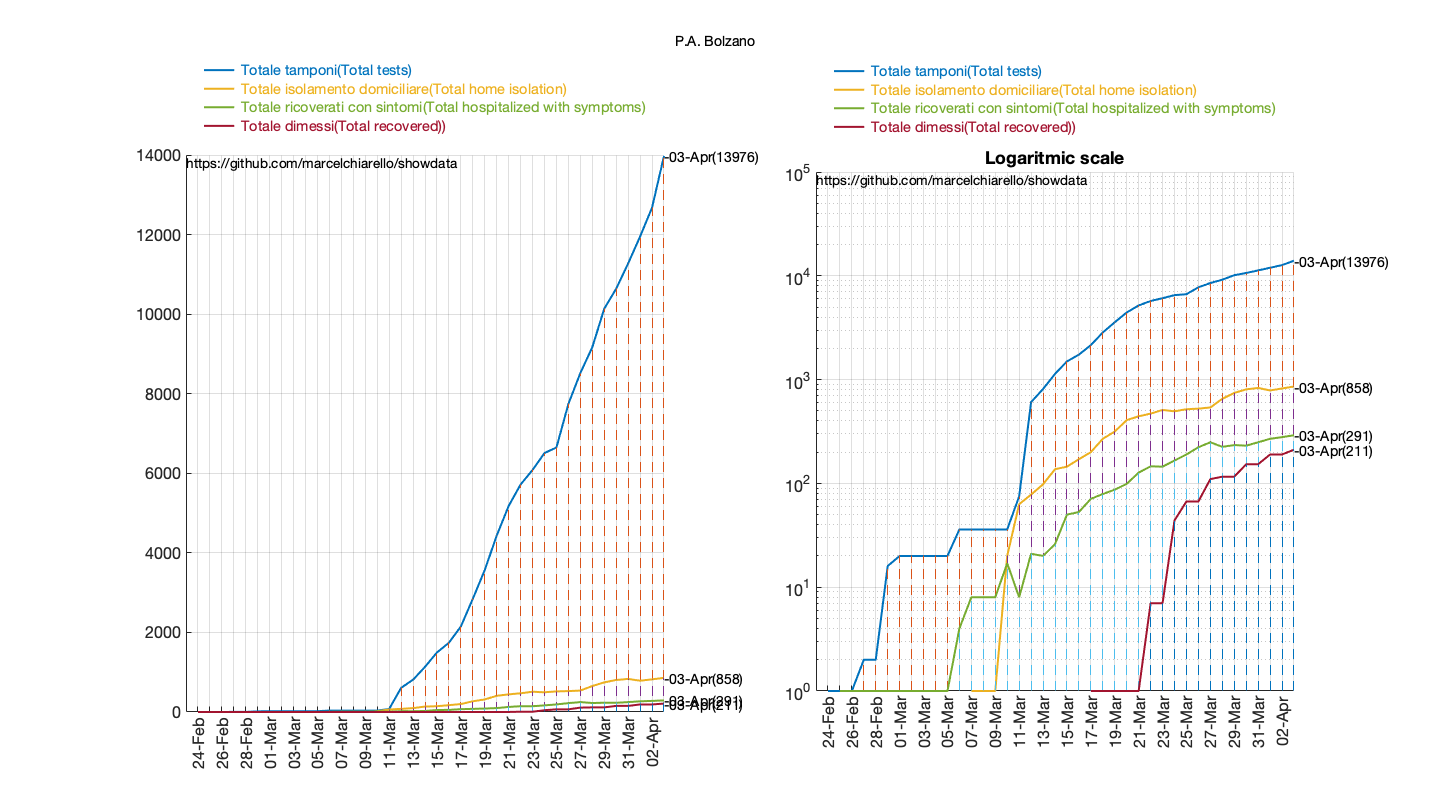 P.A. Bolzano
Totale tamponi(Total tests)
Totale isolamento domiciliare(Total home isolation)
Totale ricoverati con sintomi(Total hospitalized with symptoms)
Totale dimessi(Total recovered))
https://github.com/marcelchiarello/showdata
14000
12000
10000
8000
6000
4000
2000
0
-03-Apr(13976)
-03-Apr(858)
-03-Apr(291)
-03-Apr(211)
24-Feb
26-Feb
28-Feb
01-Mar
03-Mar
05-Mar
07-Mar
09-Mar
11-Mar
13-Mar
15-Mar
17-Mar
19-Mar
21-Mar
23-Mar
25-Mar
27-Mar
29-Mar
31-Mar
02-Apr
Totale tamponi(Total tests)
Totale isolamento domiciliare(Total home isolation)
Totale ricoverati con sintomi(Total hospitalized with symptoms)
Totale dimessi(Total recovered))
Logaritmic scale
https://github.com/marcelchiarello/showdata
10^5
10^4
10^3
10^2
10^1
10^0
-03-Apr(13976)
-03-Apr(858)
-03-Apr(291)
-03-Apr(211)
24-Feb
26-Feb
28-Feb
01-Mar
03-Mar
05-Mar
07-Mar
09-Mar
11-Mar
13-Mar
15-Mar
17-Mar
19-Mar
21-Mar
23-Mar
25-Mar
27-Mar
29-Mar
31-Mar
02-Apr